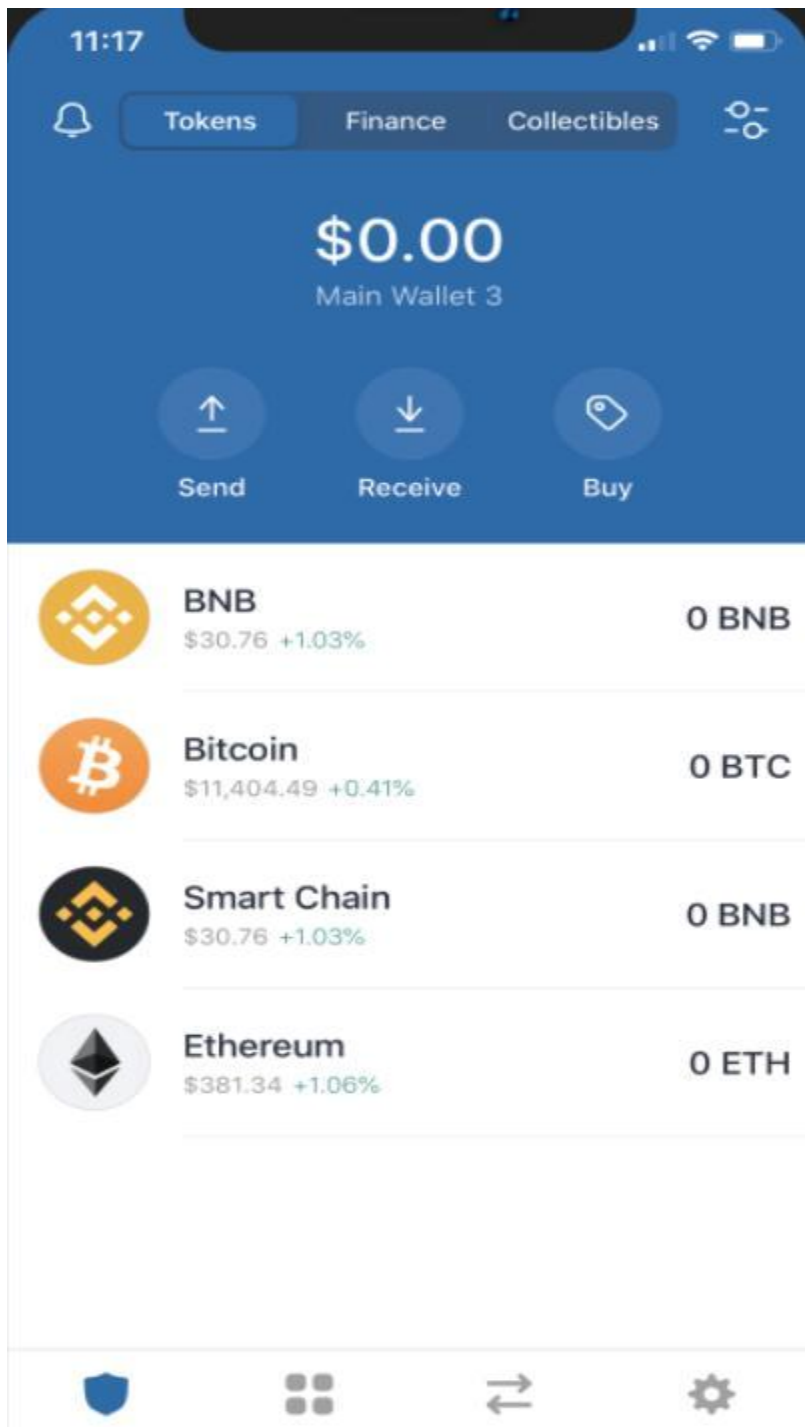 11:17
Tokens Finance Collectibles
$0.00
Main Wallet 3
Send Receive Buy
BNB
$30.76 +1.03%
0 BNB
Bitcoin
$11,404.49 +0.41%
0 BTC
Smart Chain
$30.76 +1.03%
0 BNB
Ethereum
$381.34 +1.06%
0 ETH